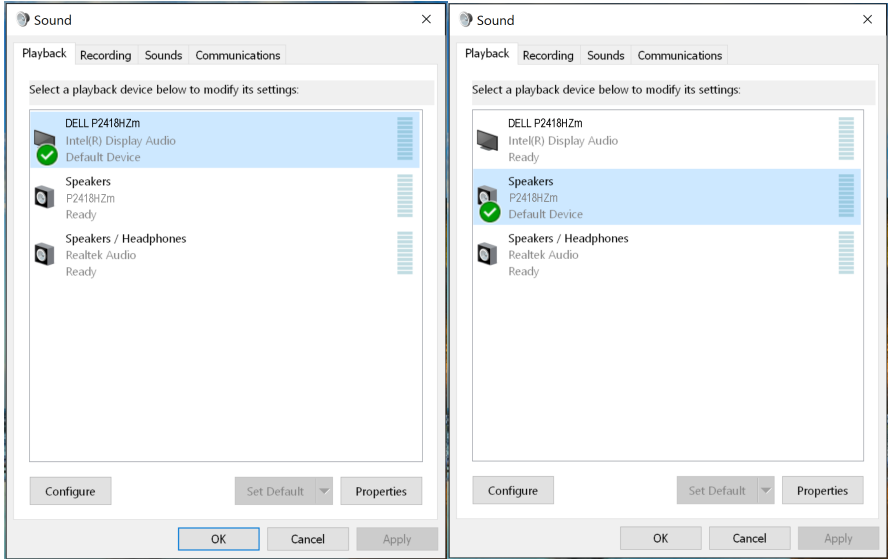 Sound
Playback Recording Sounds Communications
Select a playback device below to modify its settings:
DELL P2418HZm
Intel(R) Display Audio
Default Device
Speakers
P2418HZm
Ready
Speakers / Headphones
Realtek Audio
Ready
Configure Set Default Properties
OK Cancel Apply
Sound
Playback Recording Sounds Communications
Select a playback device below to modify its settings:
DELL P2418HZm
Intel(R) Display Audio
Ready
Speakers
P2418HZm
Default Device
Speakers / Headphones
Realtek Audio
Ready
Configure Set Default Properties
OK Cancel Apply